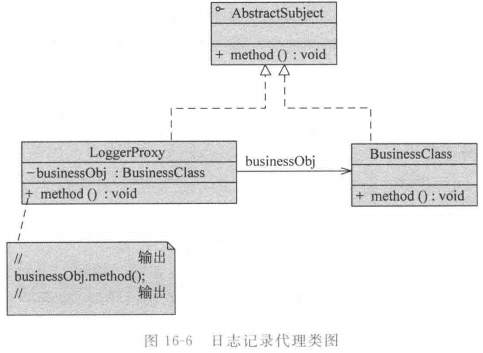 AbstractSubject
+ method () : void
LoggerProxy
−businessObj : BusinessClass
+ method () : void
businessObj
BusinessClass
+ method () : void
// 输出
businessObj.method();
// 输出
图 16-6 日志记录代理类图